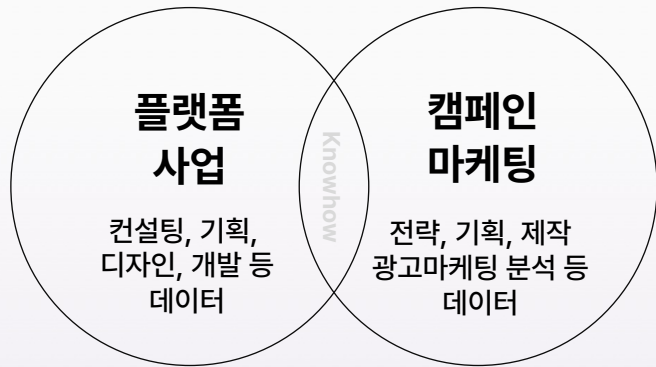 플랫폼
사업
컨설팅, 기획,
디자인, 개발 등
데이터
Knowhow
캠페인
마케팅
전략, 기획, 제작
광고마케팅 분석 등
데이터